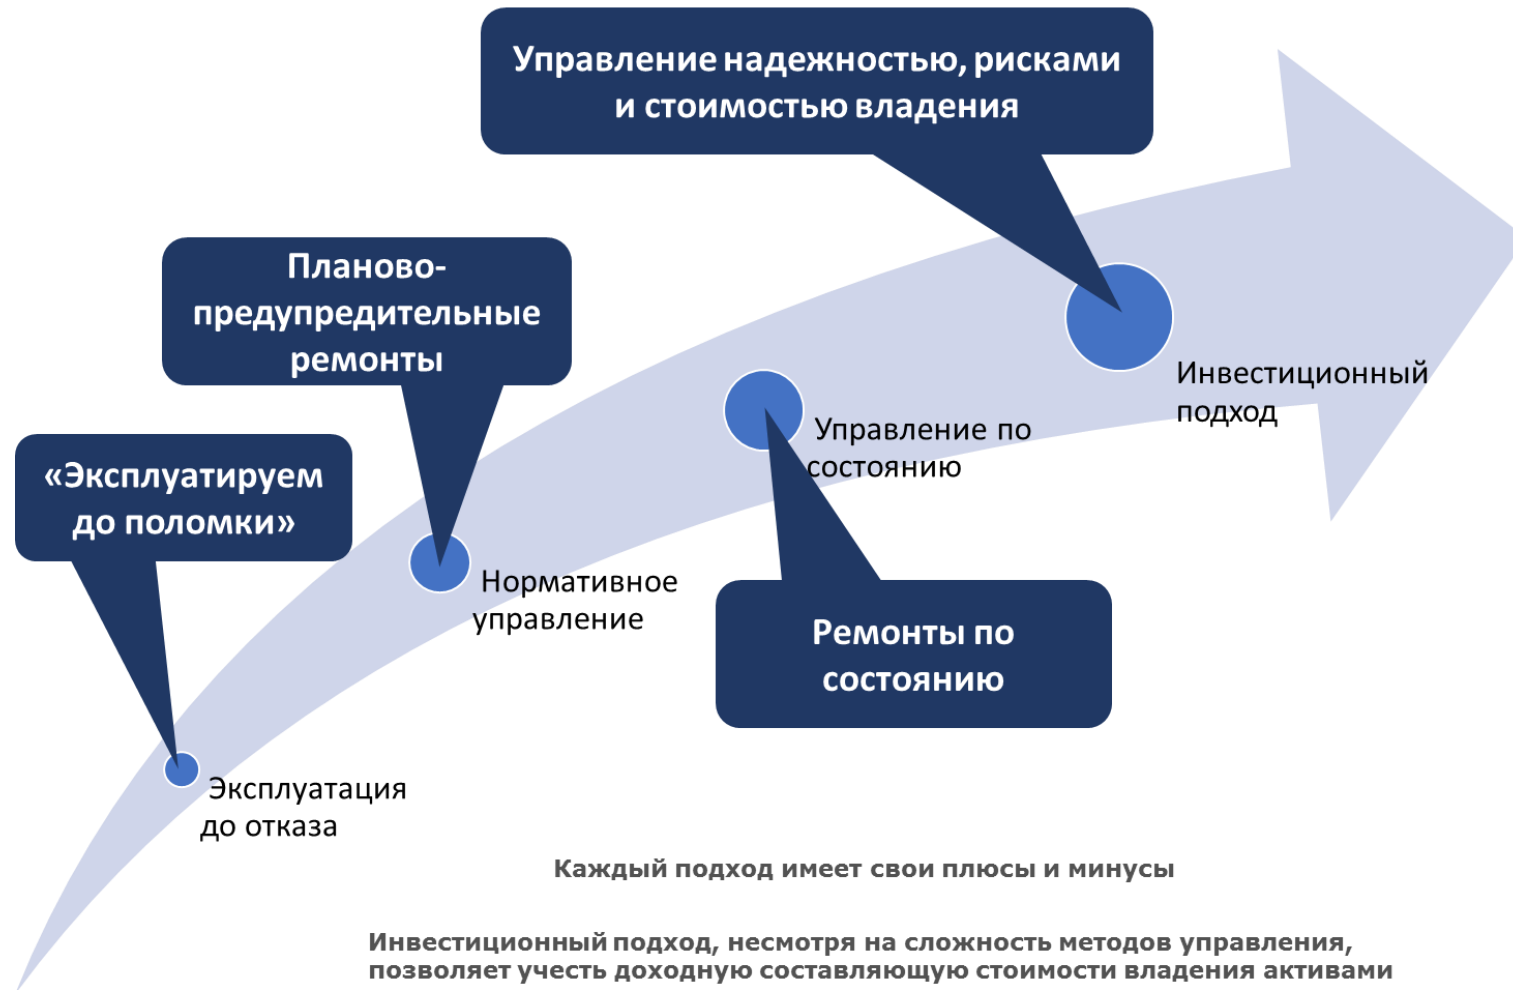 Управление надежностью, рисками
и стоимостью владения
Планово-
предупредительные
ремонты
Инвестиционный
подход
Управление по
состоянию
«Эксплуатируем
до поломки»
Нормативное
управление
Ремонты по
состоянию
Эксплуатация
до отказа
Каждый подход имеет свои плюсы и минусы
Инвестиционный подход, несмотря на сложность методов управления,
позволяет учесть доходную составляющую стоимости владения активами